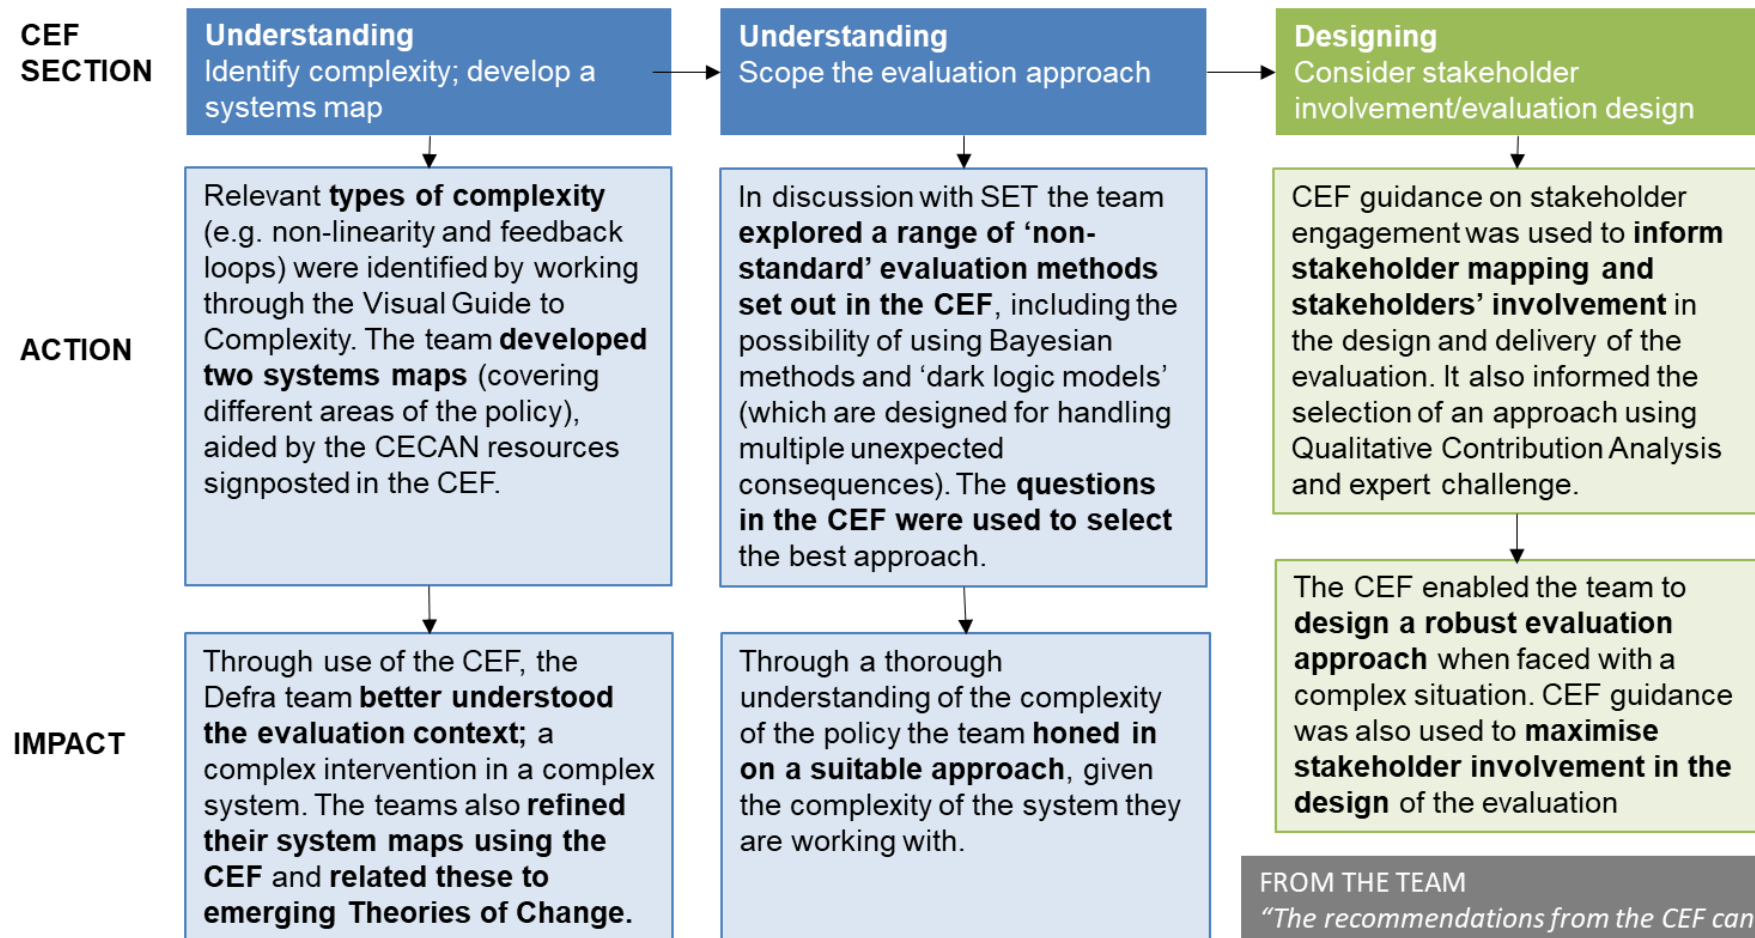 CEF
SECTION
Understanding
Identify complexity; develop a
systems map
Understanding
Scope the evaluation approach
Designing
Consider stakeholder
involvement/evaluation design
ACTION
Relevant types of complexity
(e.g. non-linearity and feedback
loops) were identified by working
through the Visual Guide to
Complexity. The team developed
two systems maps (covering
different areas of the policy),
aided by the CECAN resources
signposted in the CEF.
In discussion with SET the team
explored a range of ‘non-
standard’ evaluation methods
set out in the CEF, including the
possibility of using Bayesian
methods and ‘dark logic models’
(which are designed for handling
multiple unexpected
consequences). The questions
in the CEF were used to select
the best approach.
CEF guidance on stakeholder
engagement was used to inform
stakeholder mapping and
stakeholders’ involvement in
the design and delivery of the
evaluation. It also informed the
selection of an approach using
Qualitative Contribution Analysis
and expert challenge.
IMPACT
Through use of the CEF, the
Defra team better understood
the evaluation context; a
complex intervention in a complex
system. The teams also refined
their system maps using the
CEF and related these to
emerging Theories of Change.
Through a thorough
understanding of the complexity
of the policy the team honed in
on a suitable approach, given
the complexity of the system they
are working with.
The CEF enabled the team to
design a robust evaluation
approach when faced with a
complex situation. CEF guidance
was also used to maximise
stakeholder involvement in the
design of the evaluation
FROM THE TEAM
“The recommendations from the CEF can